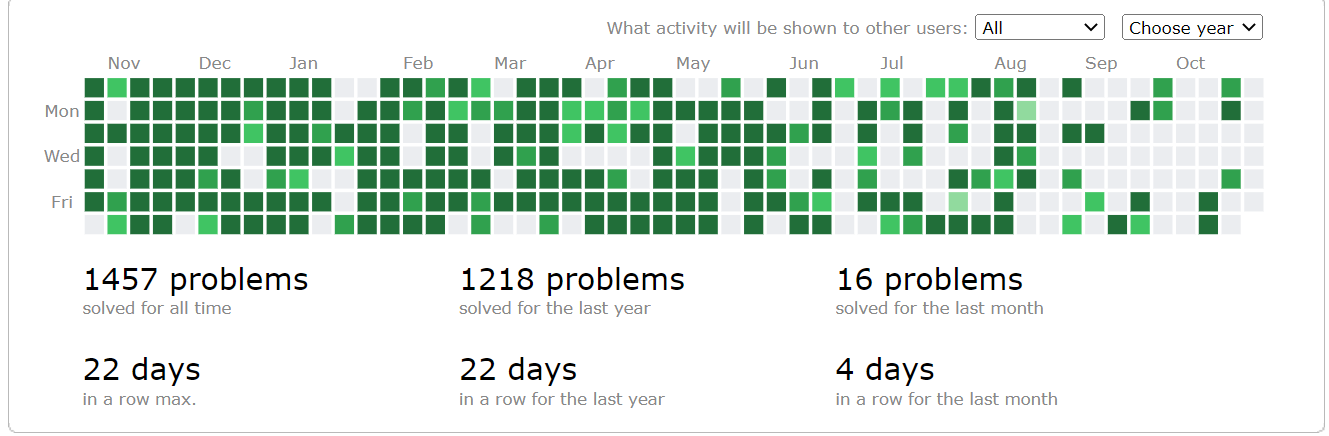 What activity will be shown to other users: All Choose year
Nov Dec Jan Feb Mar Apr May Jun Jul Aug Sep Oct
Mon
Wed
Fri
1457 problems 1218 problems 16 problems
solved for all time solved for the last year solved for the last month
22 days 22 days 4 days
in a row max. in a row for the last year in a row for the last month